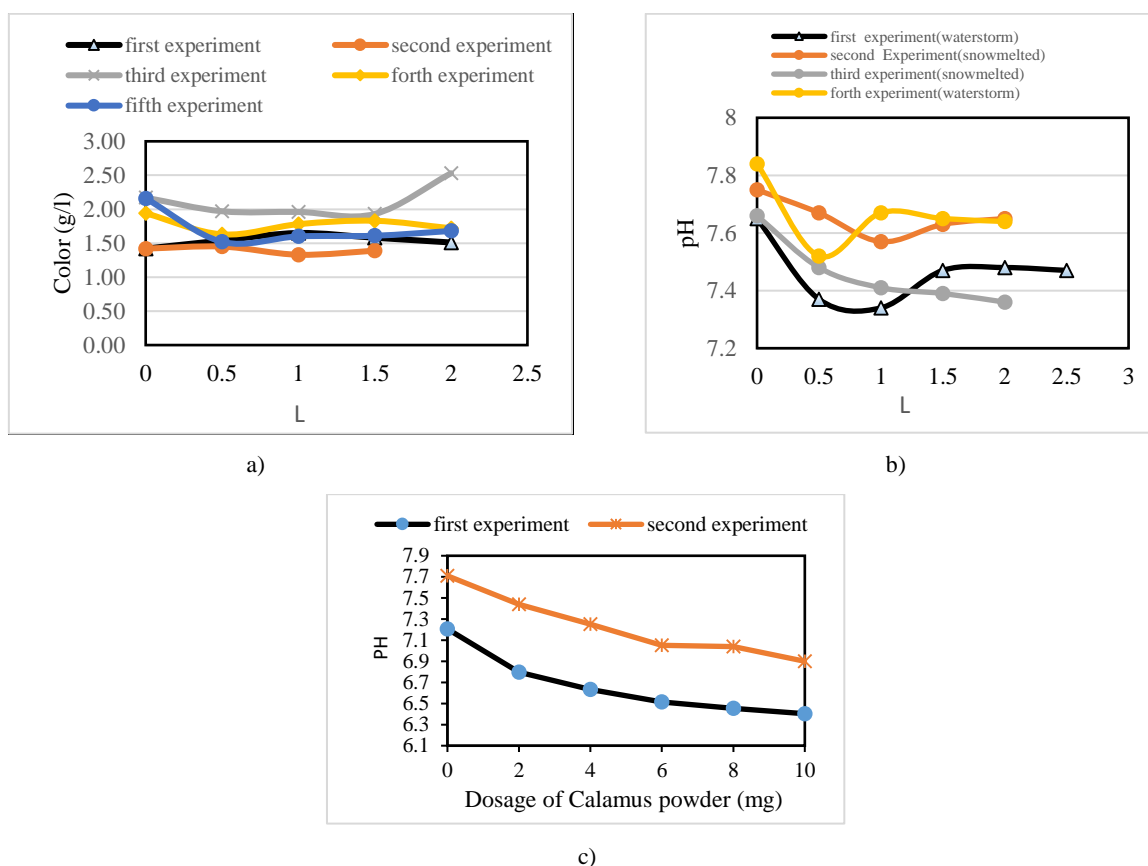 first experiment second experiment
third experiment forth experiment
fifth experiment
3.00
2.50
2.00
1.50
1.00
0.50
0.00
Color (g/l)
0 0.5 1 1.5 2 2.5
L
a)
first experiment(waterstorm)
second Experiment(snowmelted)
third experiment(snowmelted)
forth experiment(waterstorm)
8
7.8
7.6
7.4
7.2
pH
0 0.5 1 1.5 2 2.5 3
L
b)
first experiment second experiment
7.9
7.7
7.5
7.3
7.1
6.9
6.7
6.5
6.3
6.1
PH
0 2 4 6 8 10
Dosage of Calamus powder (mg)
c)